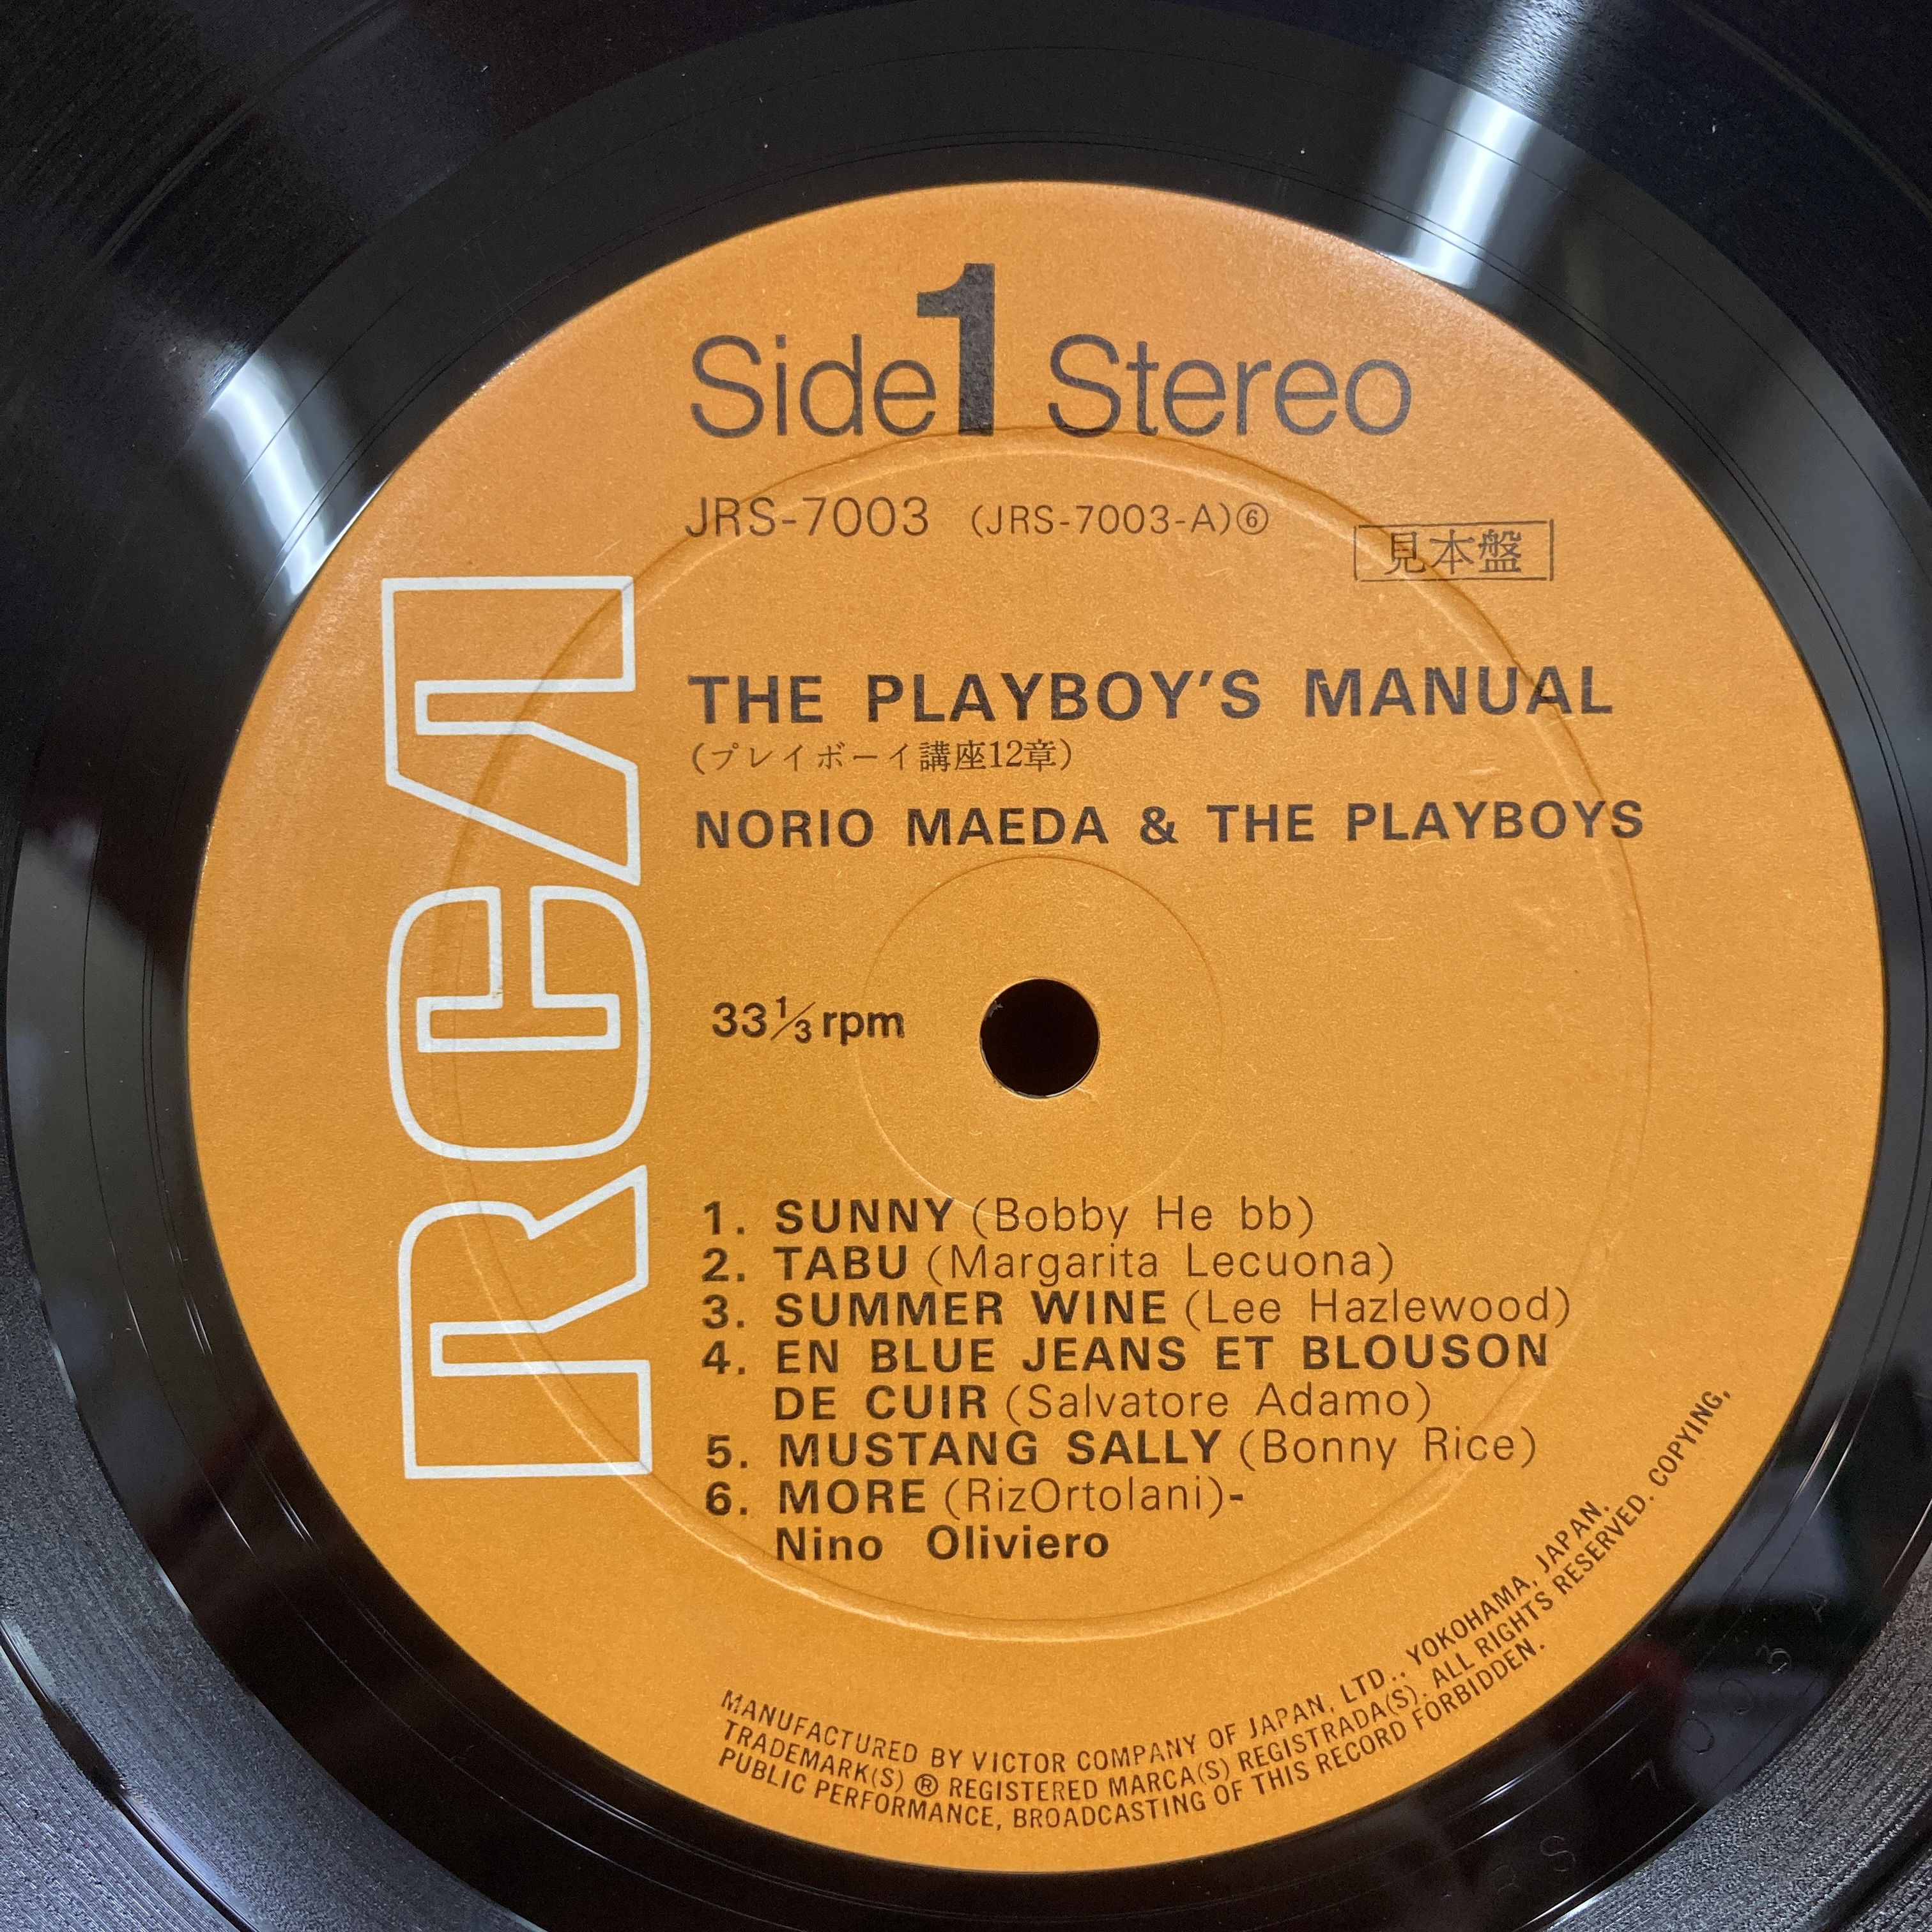 Side 1 Stereo
JRS-7003 (JRS-7003-A)⑥
見本盤
THE PLAYBOY'S MANUAL
(プレイボーイ講座12章)
NORIO MAEDA & THE PLAYBOYS
RCA
33 1/3 rpm
1. SUNNY (Bobby He bb)
2. TABU (Margarita Lecuona)
3. SUMMER WINE (Lee Hazlewood)
4. EN BLUE JEANS ET BLOUSON
DE CUIR (Salvatore Adamo)
5. MUSTANG SALLY (Bonny Rice)
6. MORE (RizOrtolani)-
Nino Oliviero
MANUFACTURED BY VICTOR COMPANY OF JAPAN, LTD., YOKOHAMA, JAPAN.
TRADEMARK(S) ® REGISTERED MARCA(S) REGISTRADA(S). ALL RIGHTS RESERVED. COPYING,
PUBLIC PERFORMANCE, BROADCASTING OF THIS RECORD FORBIDDEN.